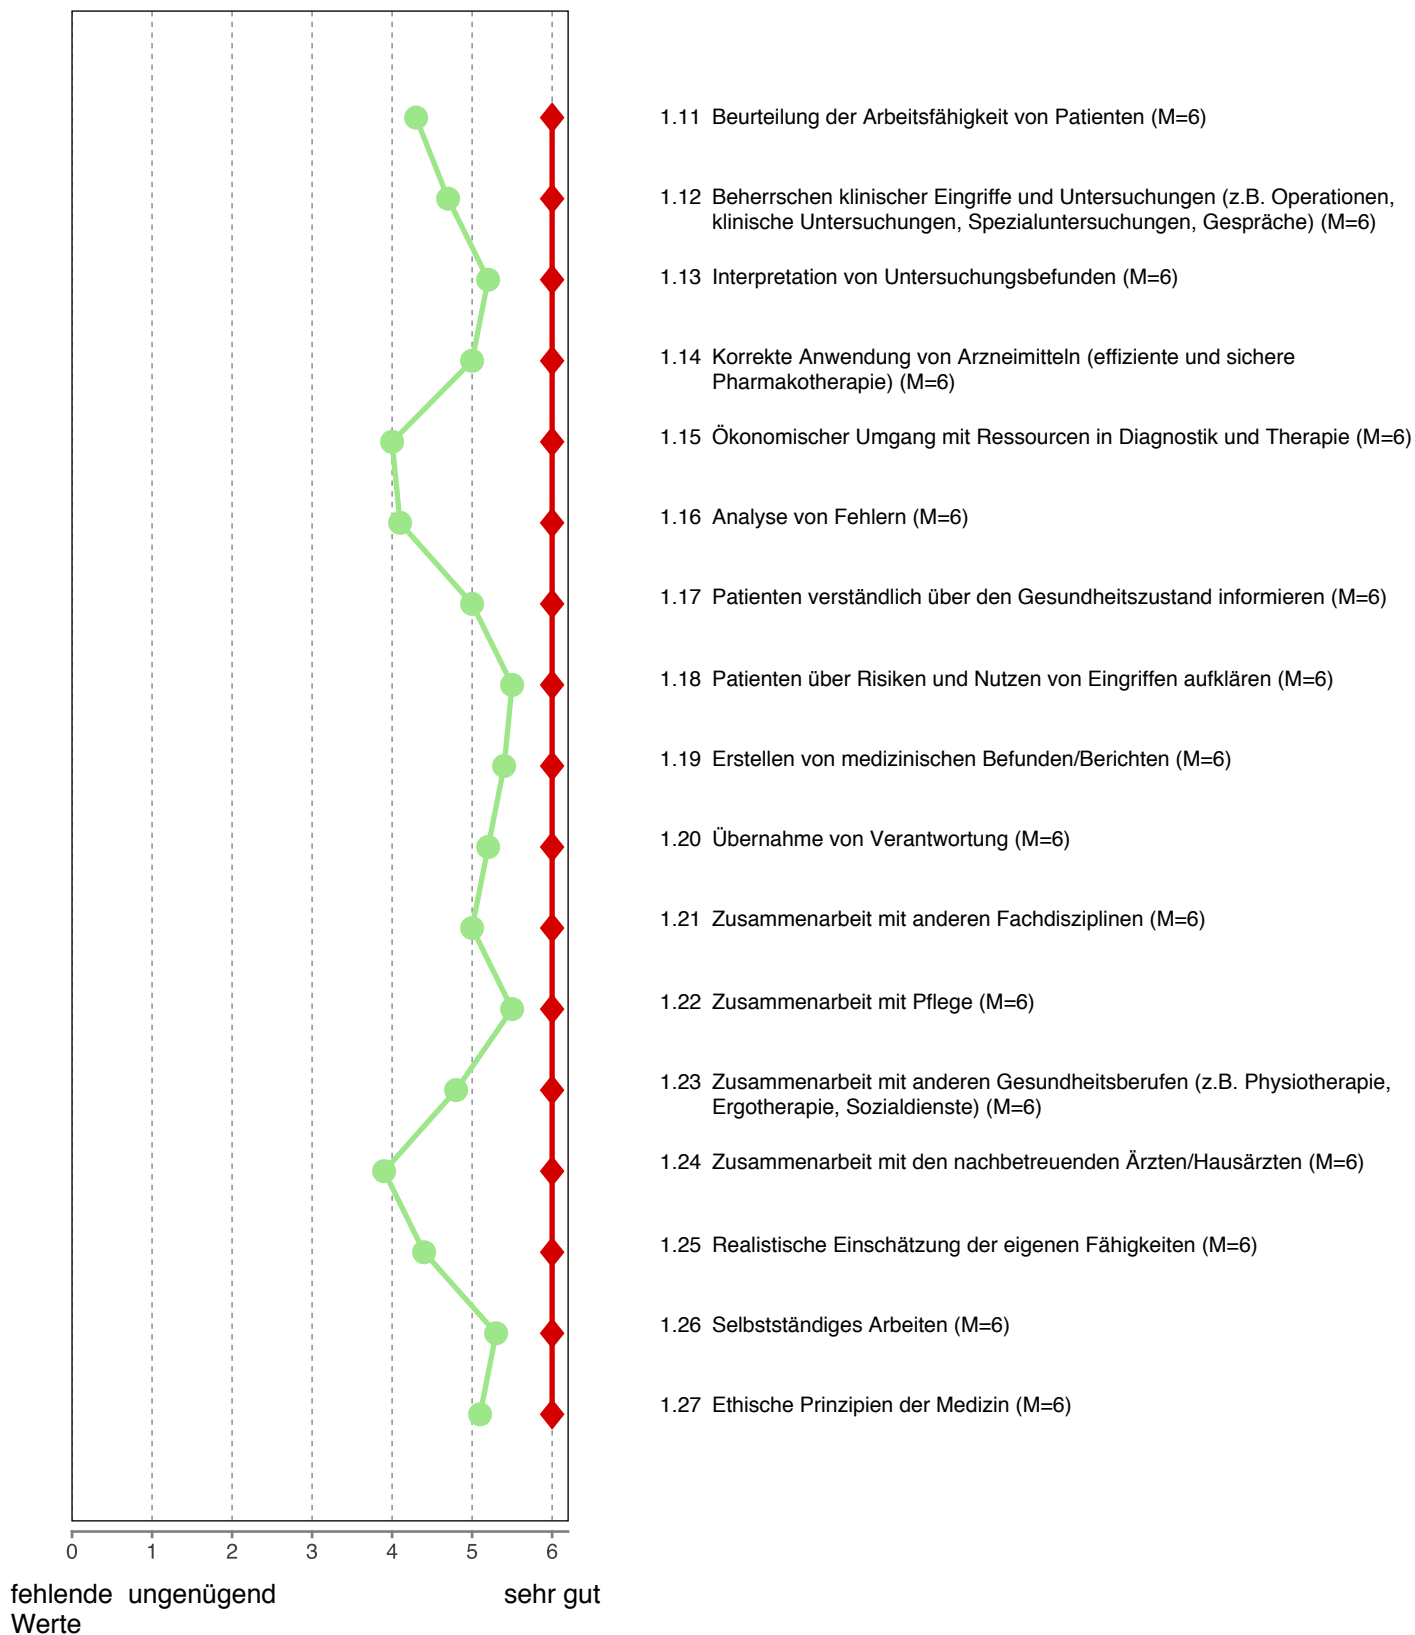 1.11 Beurteilung der Arbeitsfähigkeit von Patienten (M=6)
1.12 Beherrschen klinischer Eingriffe und Untersuchungen (z.B. Operationen,
klinische Untersuchungen, Spezialuntersuchungen, Gespräche) (M=6)
1.13 Interpretation von Untersuchungsbefunden (M=6)
1.14 Korrekte Anwendung von Arzneimitteln (effiziente und sichere
Pharmakotherapie) (M=6)
1.15 Ökonomischer Umgang mit Ressourcen in Diagnostik und Therapie (M=6)
1.16 Analyse von Fehlern (M=6)
1.17 Patienten verständlich über den Gesundheitszustand informieren (M=6)
1.18 Patienten über Risiken und Nutzen von Eingriffen aufklären (M=6)
1.19 Erstellen von medizinischen Befunden/Berichten (M=6)
1.20 Übernahme von Verantwortung (M=6)
1.21 Zusammenarbeit mit anderen Fachdisziplinen (M=6)
1.22 Zusammenarbeit mit Pflege (M=6)
1.23 Zusammenarbeit mit anderen Gesundheitsberufen (z.B. Physiotherapie,
Ergotherapie, Sozialdienste) (M=6)
1.24 Zusammenarbeit mit den nachbetreuenden Ärzten/Hausärzten (M=6)
1.25 Realistische Einschätzung der eigenen Fähigkeiten (M=6)
1.26 Selbstständiges Arbeiten (M=6)
1.27 Ethische Prinzipien der Medizin (M=6)
0 1 2 3 4 5 6
fehlende ungenügend sehr gut
Werte